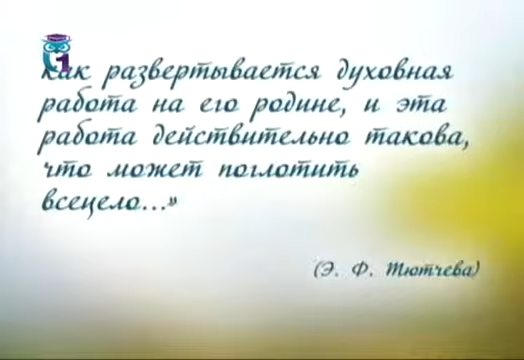 как развертывается духовная
работа на его родине, и эта
работа действительно такова,
что может поглотить
всецело...»
(Э. Ф. Тютчева)